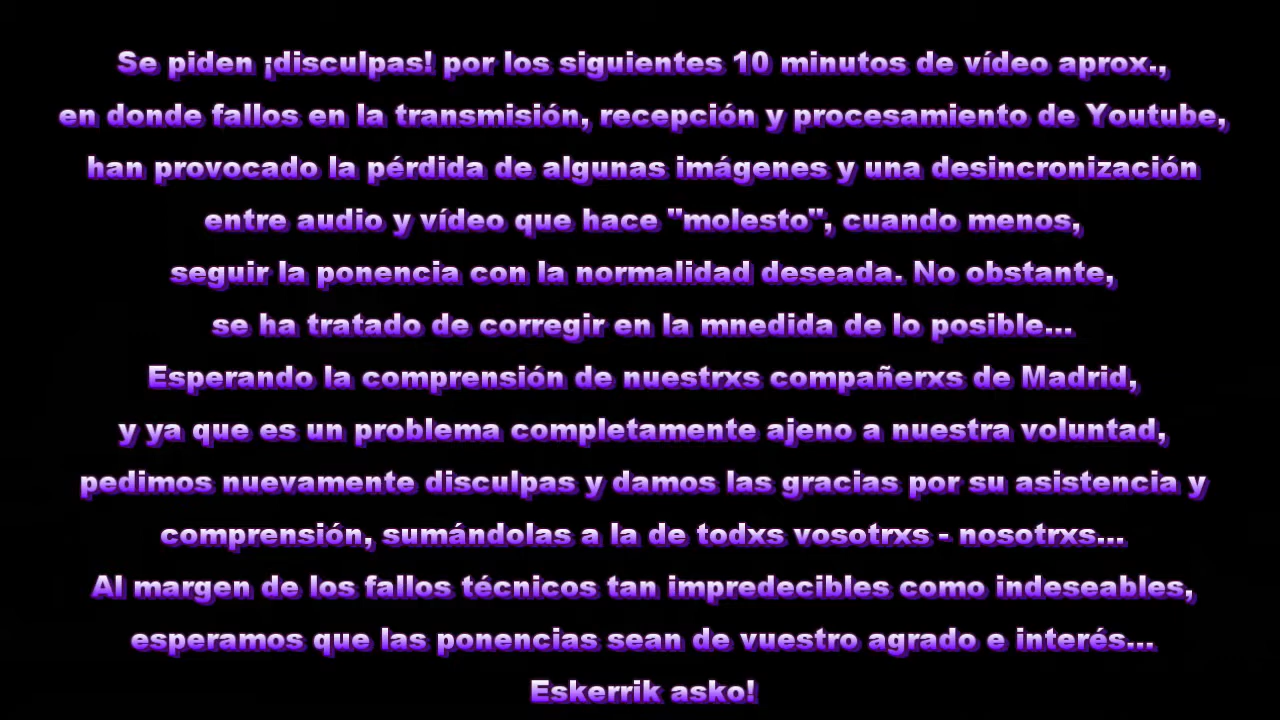 Se piden ¡disculpas! por los siguientes 10 minutos de vídeo aprox.,
en donde fallos en la transmisión, recepción y procesamiento de Youtube,
han provocado la pérdida de algunas imágenes y una desincronización
entre audio y vídeo que hace "molesto", cuando menos,
seguir la ponencia con la normalidad deseada. No obstante,
se ha tratado de corregir en la mnedida de lo posible...
Esperando la comprensión de nuestrxs compañerxs de Madrid,
y ya que es un problema completamente ajeno a nuestra voluntad,
pedimos nuevamente disculpas y damos las gracias por su asistencia y
comprensión, sumándolas a la de todxs vosotrxs - nosotrxs...
Al margen de los fallos técnicos tan impredecibles como indeseables,
esperamos que las ponencias sean de vuestro agrado e interés...
Eskerrik asko!